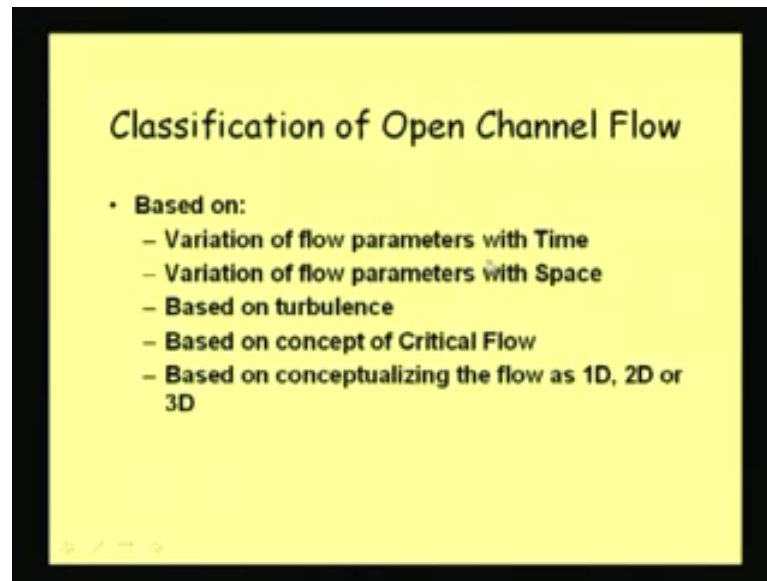 Classification of Open Channel Flow
• Based on:
– Variation of flow parameters with Time
– Variation of flow parameters with Space
– Based on turbulence
– Based on concept of Critical Flow
– Based on conceptualizing the flow as 1D, 2D or
3D